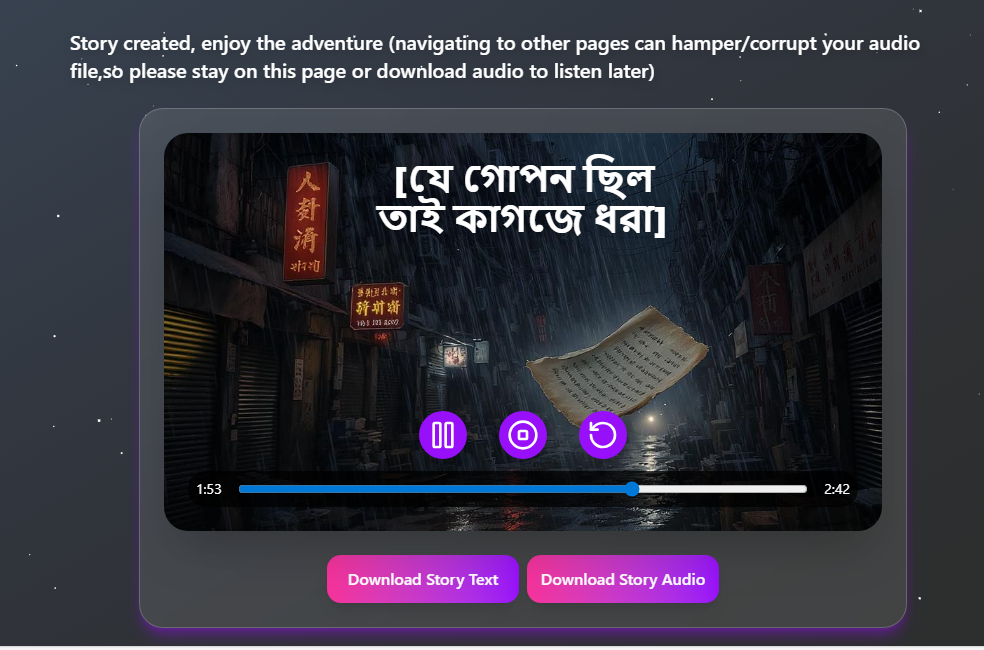 Story created, enjoy the adventure (navigating to other pages can hamper/corrupt your audio
file,so please stay on this page or download audio to listen later)
[যে গোপন ছিল
তাই কাগজে ধরা]
1:53
2:42
Download Story Text
Download Story Audio